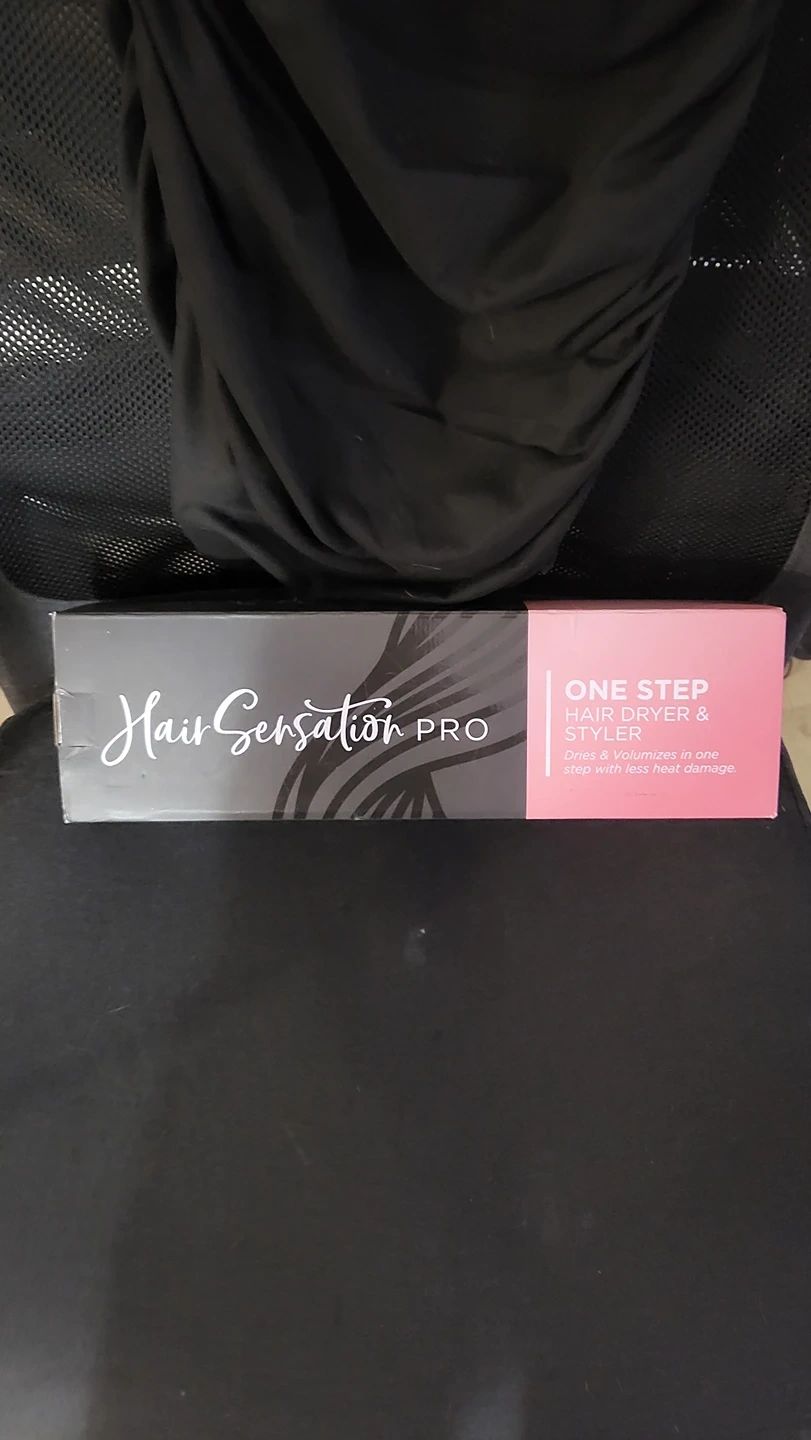 HairSensation PRO
ONE STEP
HAIR DRYER &
STYLER
Dries & Volumizes in one
step with less heat damage.